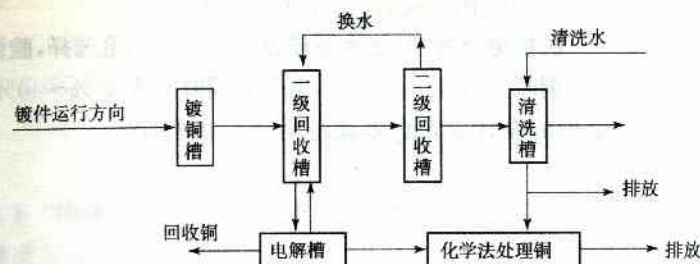 换水
清洗水
镀件运行方向
镀铜槽
一级回收槽
二级回收槽
清洗槽
排放
回收铜
电解槽
化学法处理铜
排放